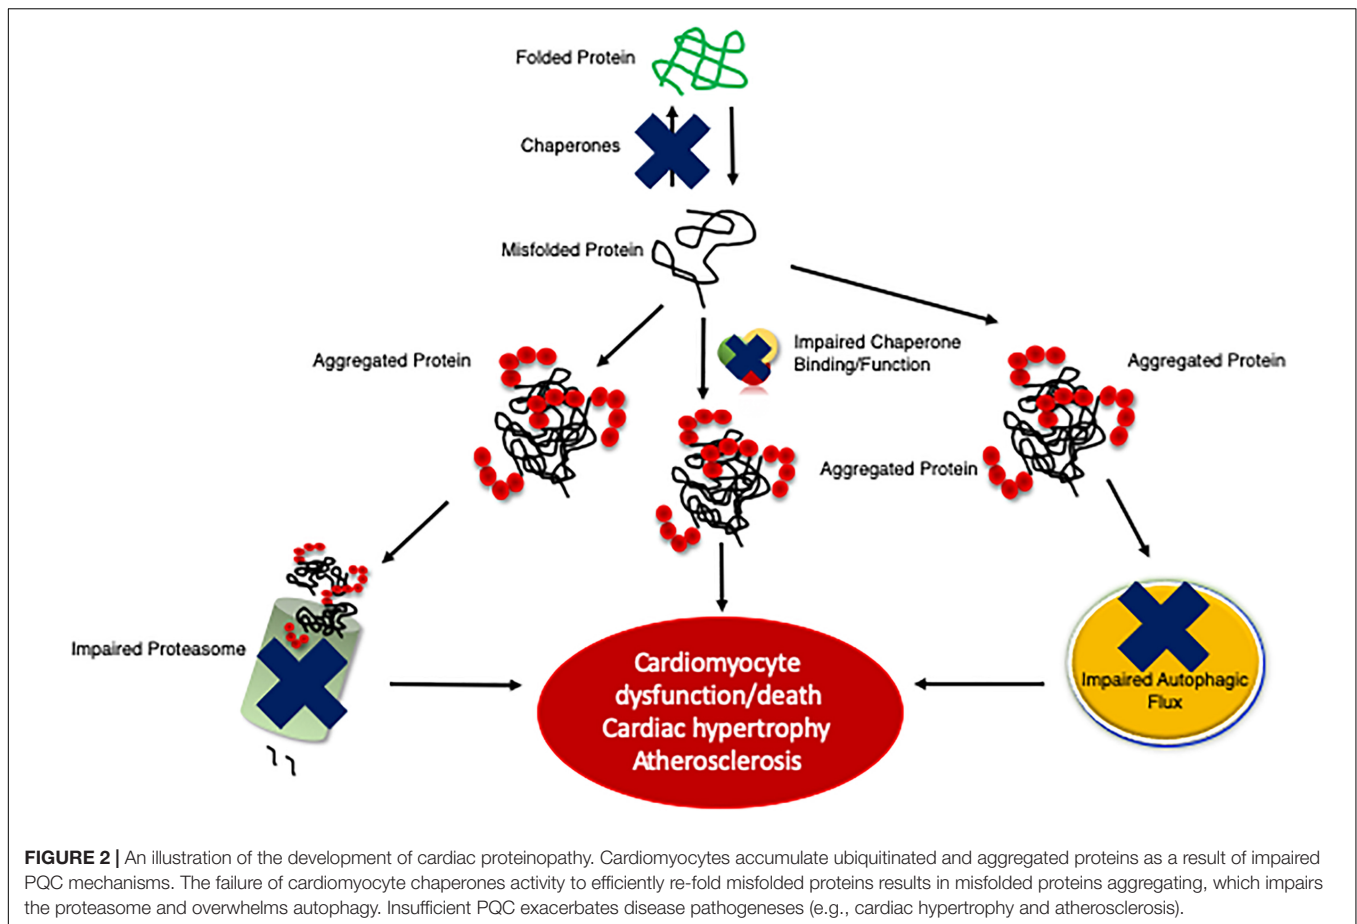 Folded Protein
Chaperones
Misfolded Protein
Impaired Chaperone
Binding/Function
Aggregated Protein
Aggregated Protein
Aggregated Protein
Impaired Proteasome
Cardiomyocyte
dysfunction/death
Cardiac hypertrophy
Atherosclerosis
Impaired Autophagic
Flux
FIGURE 2 | An illustration of the development of cardiac proteinopathy. Cardiomyocytes accumulate ubiquitinated and aggregated proteins as a result of impaired
PQC mechanisms. The failure of cardiomyocyte chaperones activity to efficiently re-fold misfolded proteins results in misfolded proteins aggregating, which impairs
the proteasome and overwhelms autophagy. Insufficient PQC exacerbates disease pathogeneses (e.g., cardiac hypertrophy and atherosclerosis).